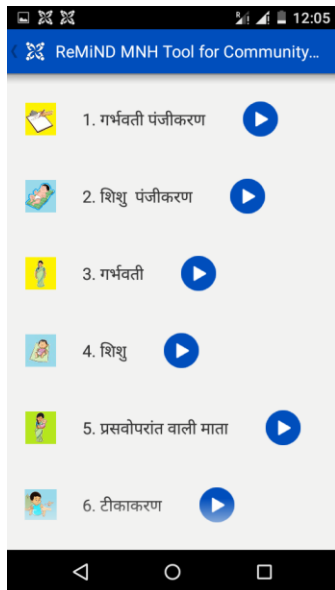 12:05
ReMiND MNH Tool for Community...
1. गर्भवती पंजीकरण
2. शिशु पंजीकरण
3. गर्भवती
4. शिशु
5. प्रसवोपरांत वाली माता
6. टीकाकरण